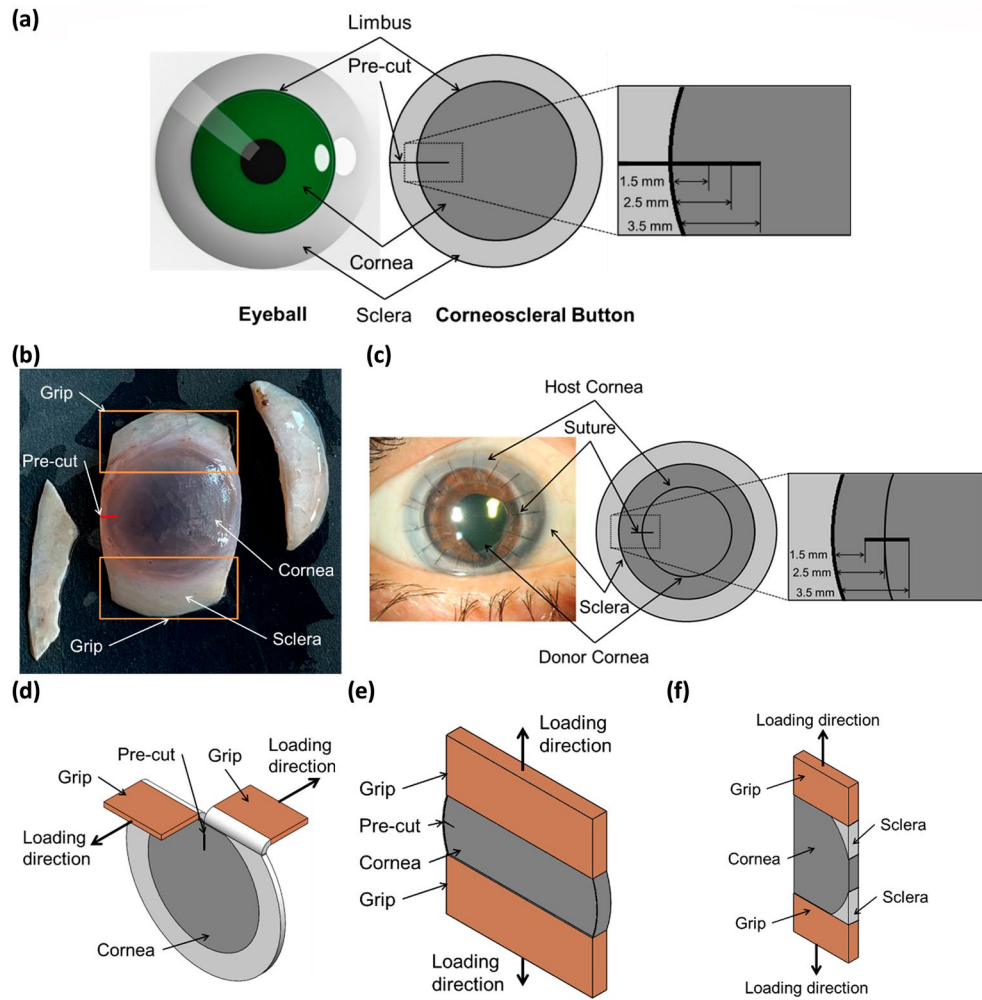 (a)
Limbus
Pre-cut
1.5 mm
2.5 mm
3.5 mm
Cornea
Sclera
Eyeball
Corneoscleral Button
(b)
Grip
Pre-cut
Cornea
Sclera
Grip
(c)
Host Cornea
Suture
1.5 mm
2.5 mm
3.5 mm
Sclera
Donor Cornea
(d)
Pre-cut
Grip
Loading
direction
Grip
Loading
direction
Cornea
(e)
Loading
direction
Grip
Pre-cut
Cornea
Grip
Loading
direction
(f)
Loading direction
Grip
Sclera
Cornea
Sclera
Grip
Loading direction